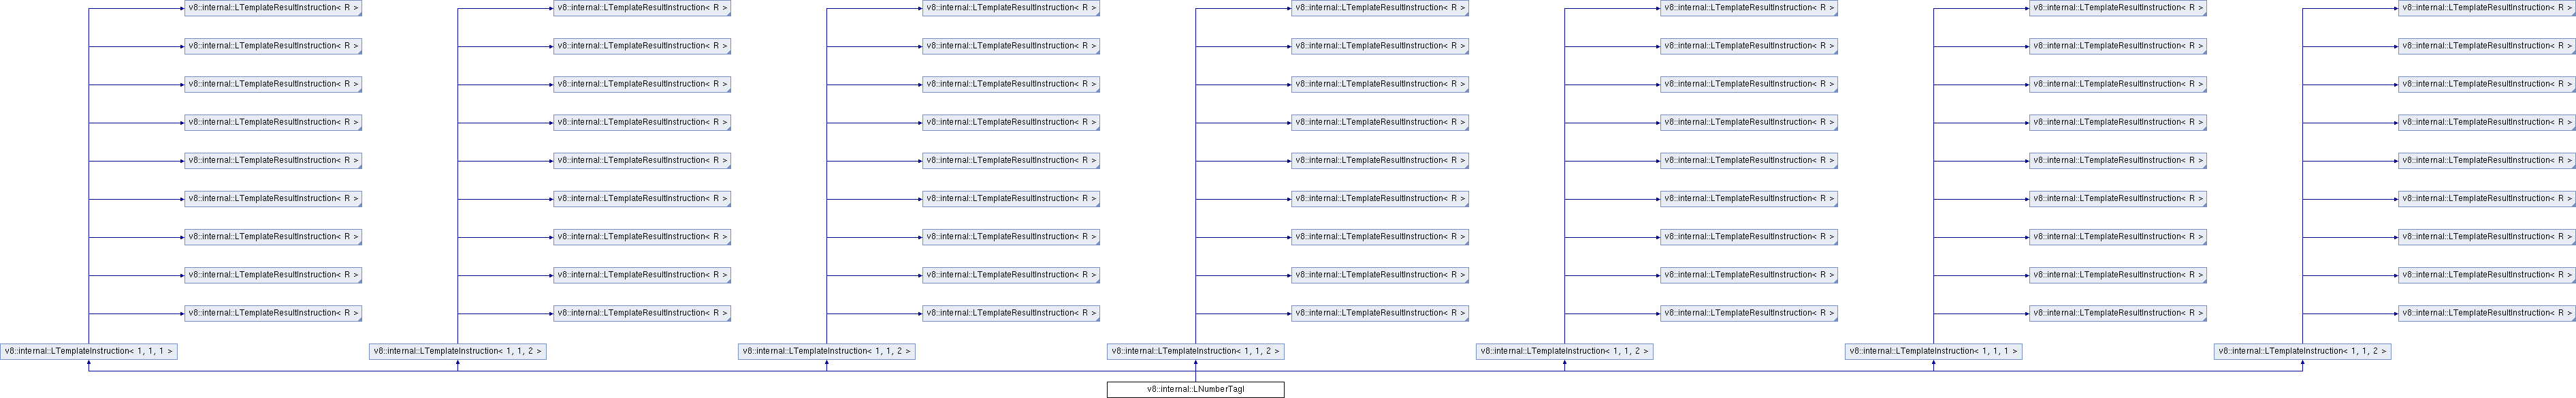 v8::internal::LTemplateResultInstruction< R > v8::internal::LTemplateResultInstruction< R > v8::internal::LTemplateResultInstruction< R > v8::internal::LTemplateResultInstruction< R > v8::internal::LTemplateResultInstruction< R > v8::internal::LTemplateResultInstruction< R > v8::internal::LTemplateResultInstruction< R >
v8::internal::LTemplateResultInstruction< R > v8::internal::LTemplateResultInstruction< R > v8::internal::LTemplateResultInstruction< R > v8::internal::LTemplateResultInstruction< R > v8::internal::LTemplateResultInstruction< R > v8::internal::LTemplateResultInstruction< R > v8::internal::LTemplateResultInstruction< R >
v8::internal::LTemplateResultInstruction< R > v8::internal::LTemplateResultInstruction< R > v8::internal::LTemplateResultInstruction< R > v8::internal::LTemplateResultInstruction< R > v8::internal::LTemplateResultInstruction< R > v8::internal::LTemplateResultInstruction< R > v8::internal::LTemplateResultInstruction< R >
v8::internal::LTemplateResultInstruction< R > v8::internal::LTemplateResultInstruction< R > v8::internal::LTemplateResultInstruction< R > v8::internal::LTemplateResultInstruction< R > v8::internal::LTemplateResultInstruction< R > v8::internal::LTemplateResultInstruction< R > v8::internal::LTemplateResultInstruction< R >
v8::internal::LTemplateResultInstruction< R > v8::internal::LTemplateResultInstruction< R > v8::internal::LTemplateResultInstruction< R > v8::internal::LTemplateResultInstruction< R > v8::internal::LTemplateResultInstruction< R > v8::internal::LTemplateResultInstruction< R > v8::internal::LTemplateResultInstruction< R >
v8::internal::LTemplateResultInstruction< R > v8::internal::LTemplateResultInstruction< R > v8::internal::LTemplateResultInstruction< R > v8::internal::LTemplateResultInstruction< R > v8::internal::LTemplateResultInstruction< R > v8::internal::LTemplateResultInstruction< R > v8::internal::LTemplateResultInstruction< R >
v8::internal::LTemplateResultInstruction< R > v8::internal::LTemplateResultInstruction< R > v8::internal::LTemplateResultInstruction< R > v8::internal::LTemplateResultInstruction< R > v8::internal::LTemplateResultInstruction< R > v8::internal::LTemplateResultInstruction< R > v8::internal::LTemplateResultInstruction< R >
v8::internal::LTemplateResultInstruction< R > v8::internal::LTemplateResultInstruction< R > v8::internal::LTemplateResultInstruction< R > v8::internal::LTemplateResultInstruction< R > v8::internal::LTemplateResultInstruction< R > v8::internal::LTemplateResultInstruction< R > v8::internal::LTemplateResultInstruction< R >
v8::internal::LTemplateResultInstruction< R > v8::internal::LTemplateResultInstruction< R > v8::internal::LTemplateResultInstruction< R > v8::internal::LTemplateResultInstruction< R > v8::internal::LTemplateResultInstruction< R > v8::internal::LTemplateResultInstruction< R > v8::internal::LTemplateResultInstruction< R >
v8::internal::LTemplateInstruction< 1, 1, 1 > v8::internal::LTemplateInstruction< 1, 1, 2 > v8::internal::LTemplateInstruction< 1, 1, 2 > v8::internal::LTemplateInstruction< 1, 1, 2 > v8::internal::LTemplateInstruction< 1, 1, 2 > v8::internal::LTemplateInstruction< 1, 1, 1 > v8::internal::LTemplateInstruction< 1, 1, 2 >
v8::internal::LNumberTagI